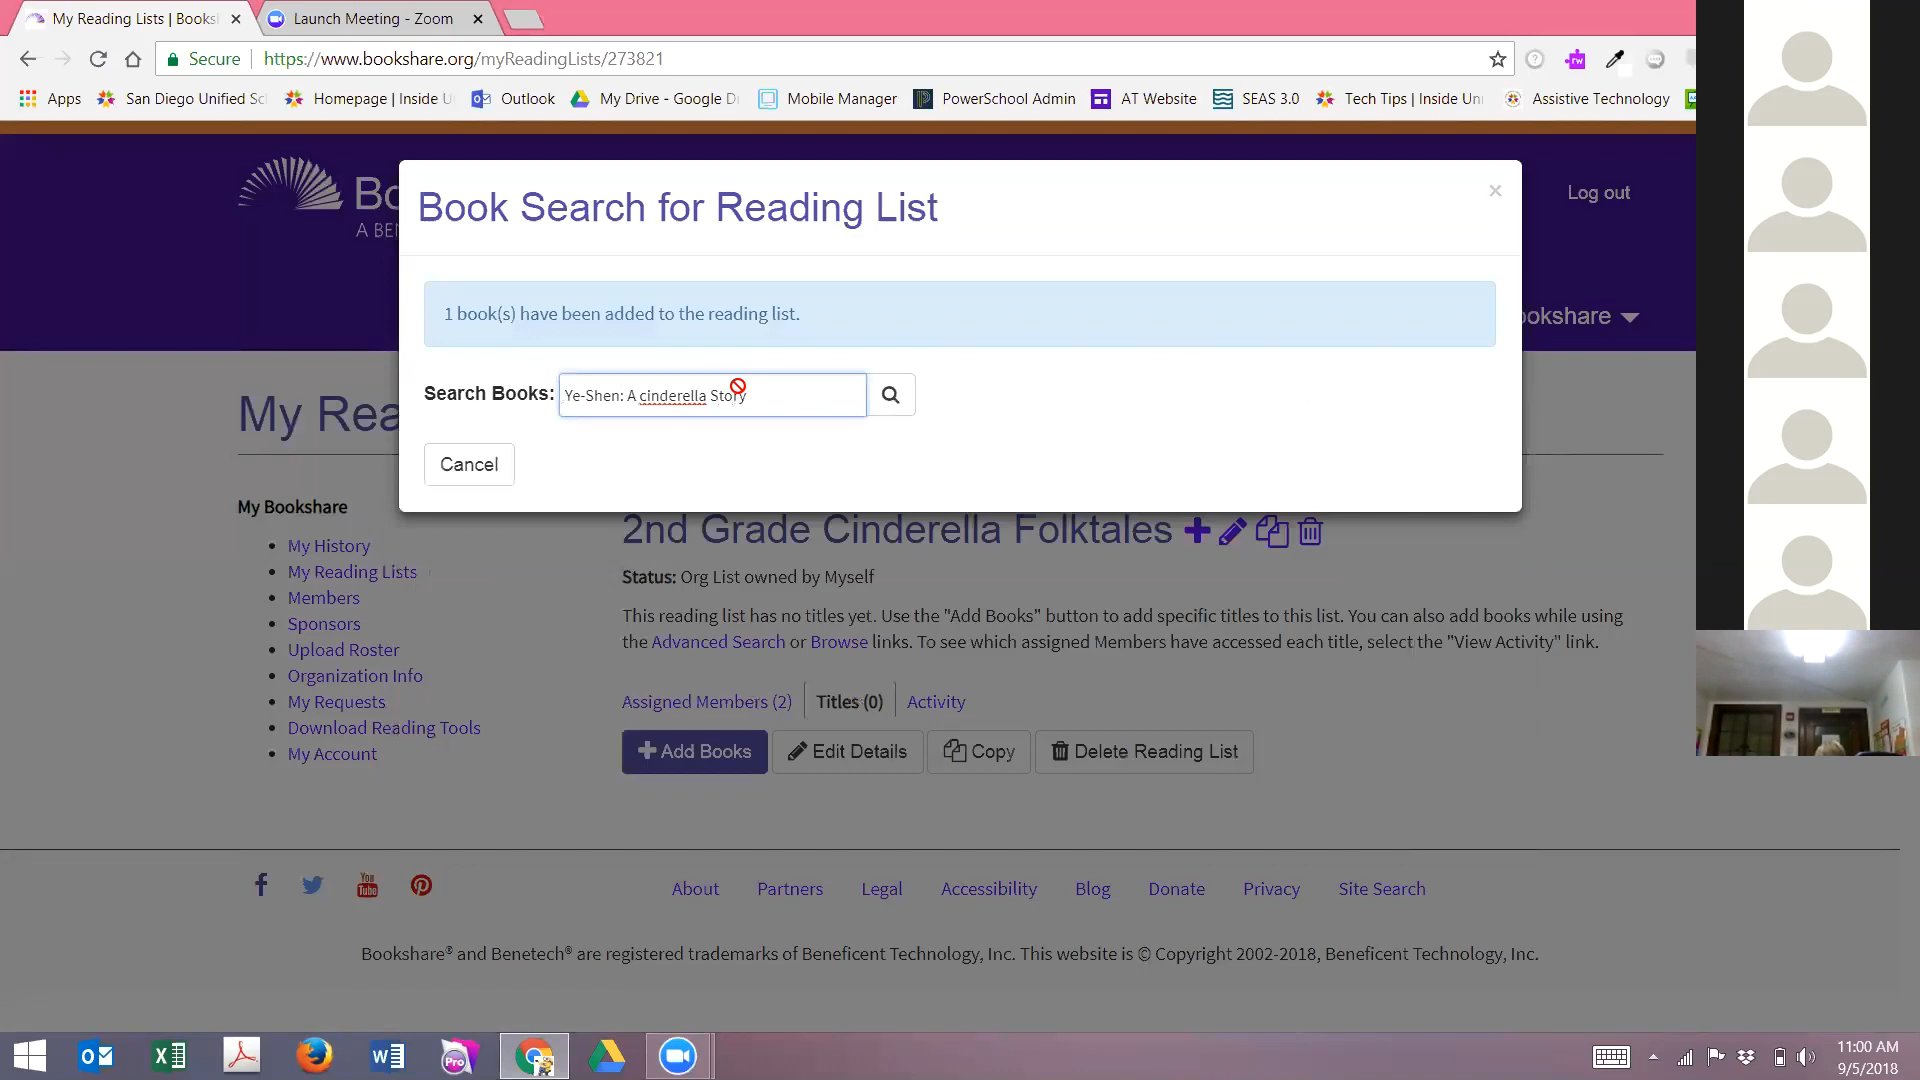 My Reading Lists | Books
Launch Meeting - Zoom
Secure
https://www.bookshare.org/myReadingLists/273821
Apps
San Diego Unified Sc
Homepage | Inside U
Outlook
My Drive - Google D
Mobile Manager
PowerSchool Admin
AT Website
SEAS 3.0
Tech Tips | Inside Uni
Assistive Technology
Bo
A BEN
Log out
ookshare
Book Search for Reading List
×
1 book(s) have been added to the reading list.
Search Books: Ye-Shen: A cinderella Story
Cancel
My Rea
My Bookshare
My History
My Reading Lists
Members
Sponsors
Upload Roster
Organization Info
My Requests
Download Reading Tools
My Account
2nd Grade Cinderella Folktales
Status: Org List owned by Myself
This reading list has no titles yet. Use the "Add Books" button to add specific titles to this list. You can also add books while using
the Advanced Search or Browse links. To see which assigned Members have accessed each title, select the "View Activity" link.
Assigned Members (2)
Titles (0)
Activity
Add Books
Edit Details
Copy
Delete Reading List
You Tube
About
Partners
Legal
Accessibility
Blog
Donate
Privacy
Site Search
Bookshare® and Benetech® are registered trademarks of Beneficent Technology, Inc. This website is © Copyright 2002-2018, Beneficent Technology, Inc.
Pro
11:00 AM
9/5/2018